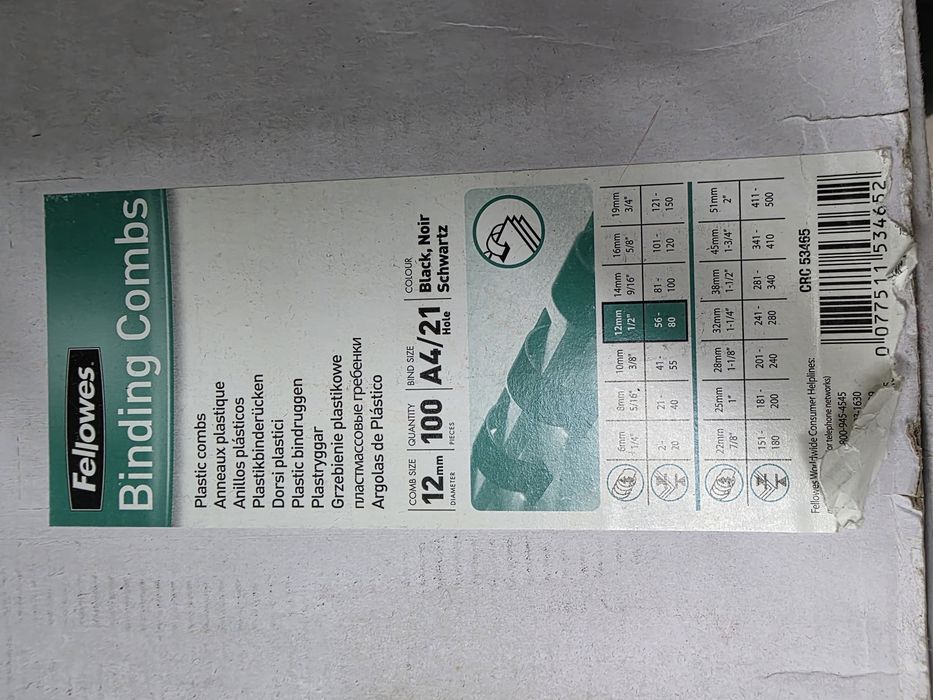 Fellowes.
Binding Combs
Plastic combs
Anneaux plastique
Anillos plásticos
Plastikbinderücken
Dorsi plastici
Plastic bindruggen
Plastryggar
Grzbienie plastikowe
пластмассовые гребенки
Argolas de Plástico
COMB SIZE QUANTITY BIND SIZE COLOUR
12mm 100 A4/21 Black, Noir
DIAMETER PIECES Hole Schwartz
6mm 8mm 10mm 12mm 14mm 16mm 19mm
1/4" 5/16" 3/8" 1/2" 9/16" 5/8" 3/4"
2- 21- 41- 56- 81- 101- 121-
20 40 55 80 100 120 150
22mm 25mm 28mm 32mm 38mm 45mm 51mm
7/8" 1" 1-1/8" 1-1/4" 1-1/2" 1-3/4" 2"
151- 181- 201- 241- 281- 341- 411-
180 200 240 280 340 410 500
CRC 53465
Fellowes Worldwide Consumer Helplines:
or telephone networks)
800-945-4545
-1630
0 77511 53465 2